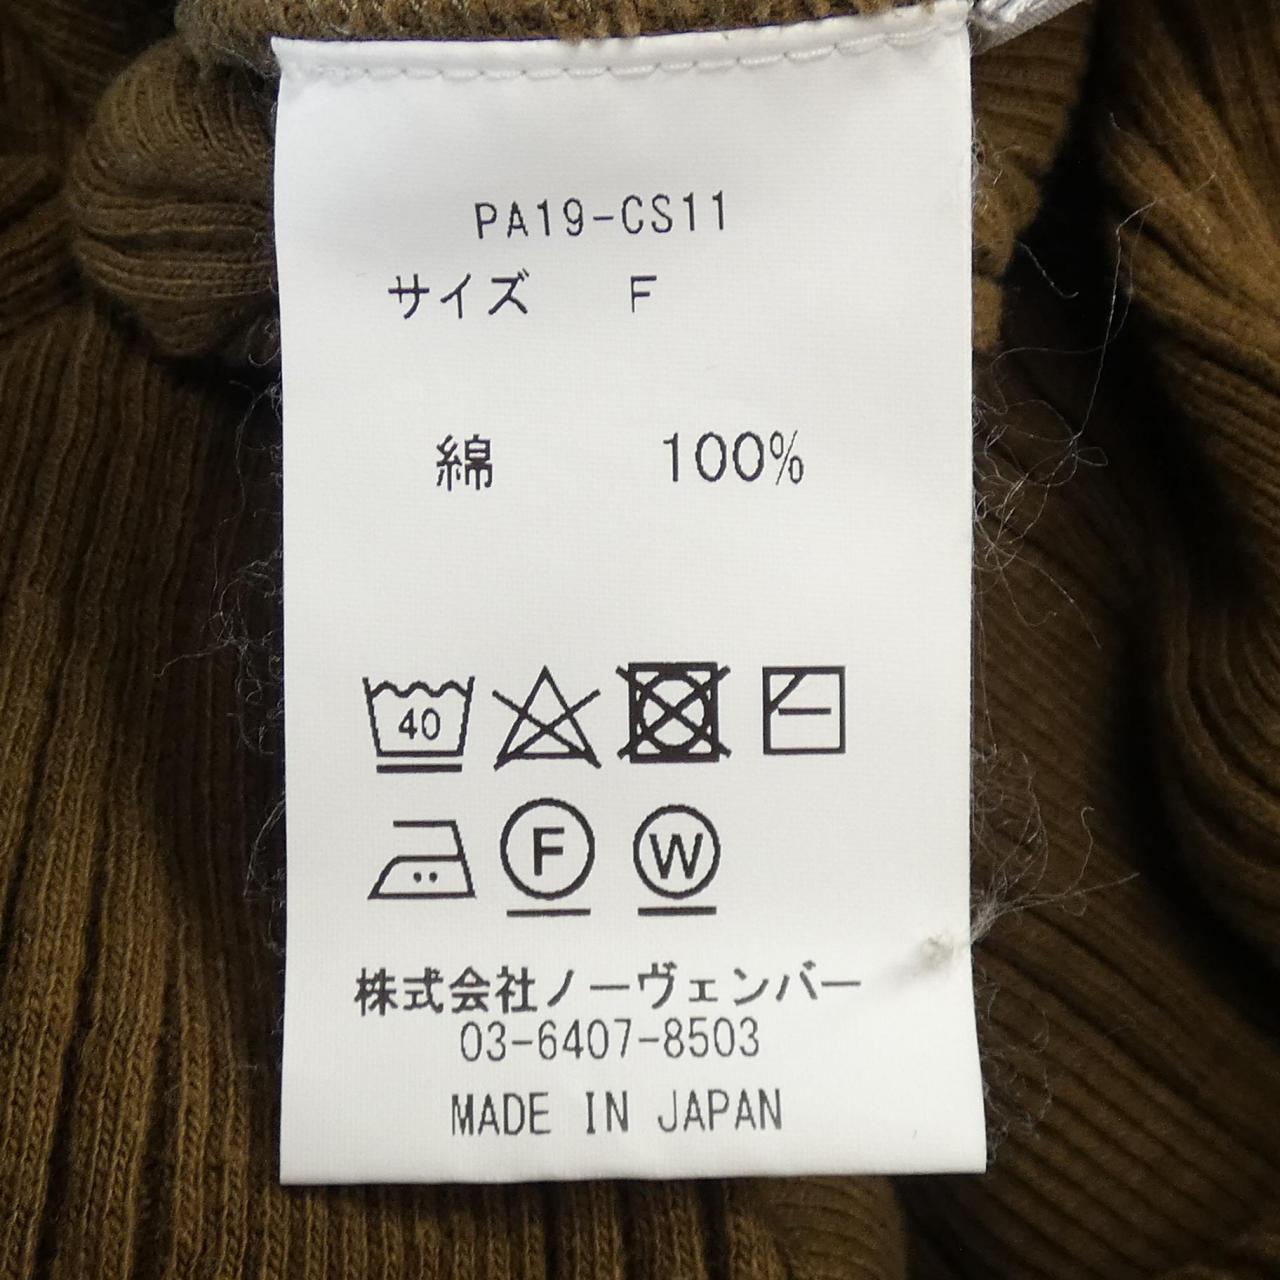 PA19-CS11
サイズ F
綿 100%
40
F W
株式会社ノーヴェンバー
03-6407-8503
MADE IN JAPAN